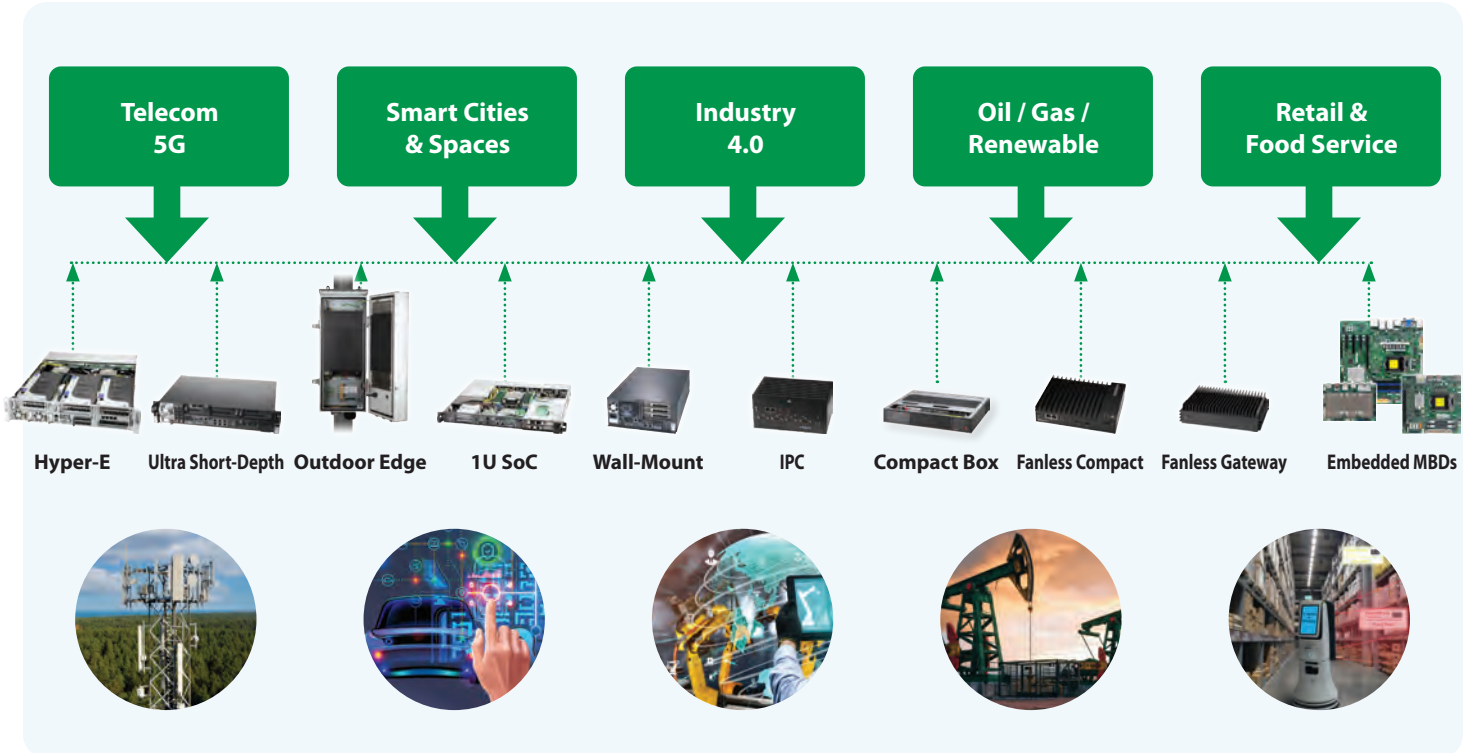 Telecom
5G
Smart Cities
& Spaces
Industry
4.0
Oil / Gas /
Renewable
Retail &
Food Service
Hyper-E
Ultra Short-Depth
Outdoor Edge
1U SoC
Wall-Mount
IPC
Compact Box
Fanless Compact
Fanless Gateway
Embedded MBDs